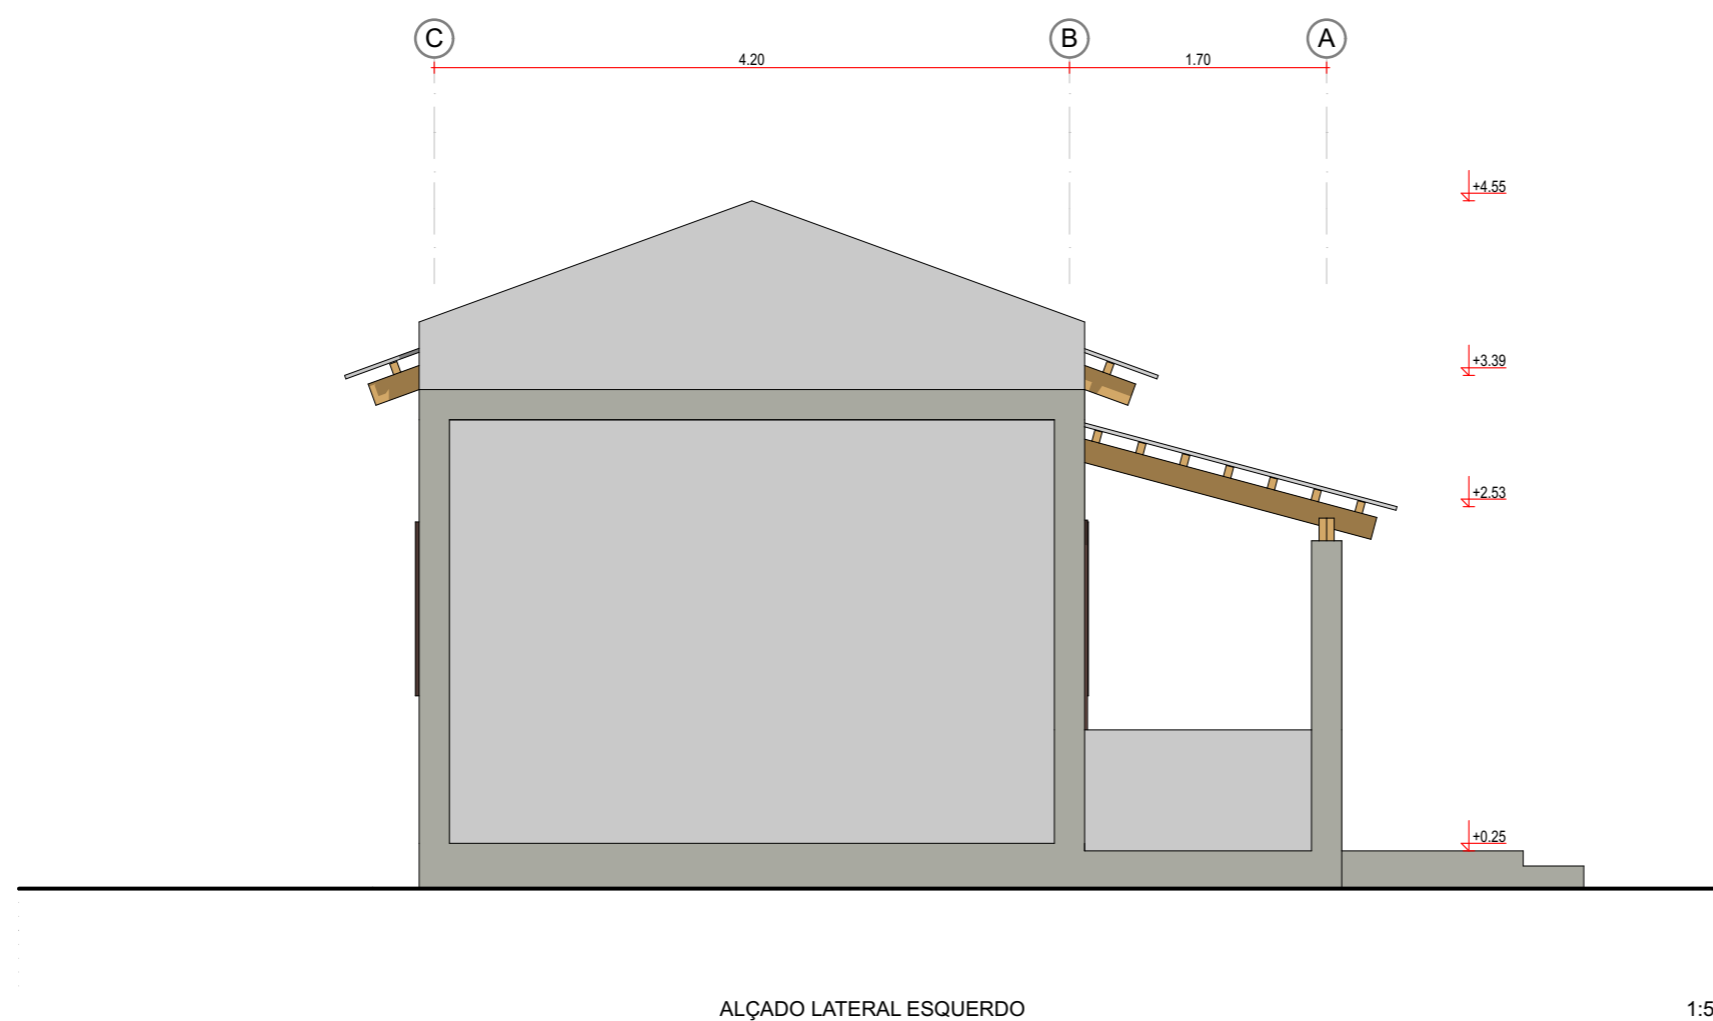 C B A
4.20 1.70
+4.55
+3.39
+2.53
+0.25
ALÇADO LATERAL ESQUERDO 1:5